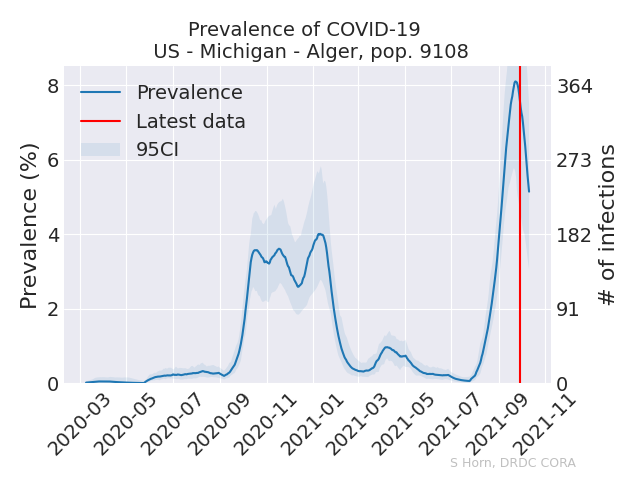 Prevalence of COVID-19
US - Michigan - Alger, pop. 9108
Prevalence
Latest data
95CI
Prevalence (%)
8
6
4
2
0
# of infections
364
273
182
91
0
2020-03
2020-05
2020-07
2020-09
2020-11
2021-01
2021-03
2021-05
2021-07
2021-09
2021-11
S Horn, DRDC CORA